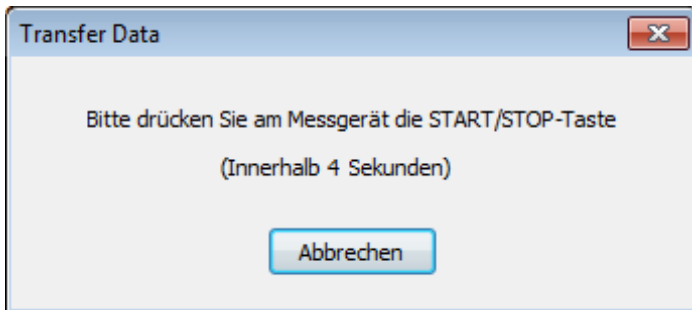 Transfer Data
Bitte drücken Sie am Messgerät die START/STOP-Taste
(Innerhalb 4 Sekunden)
Abbrechen